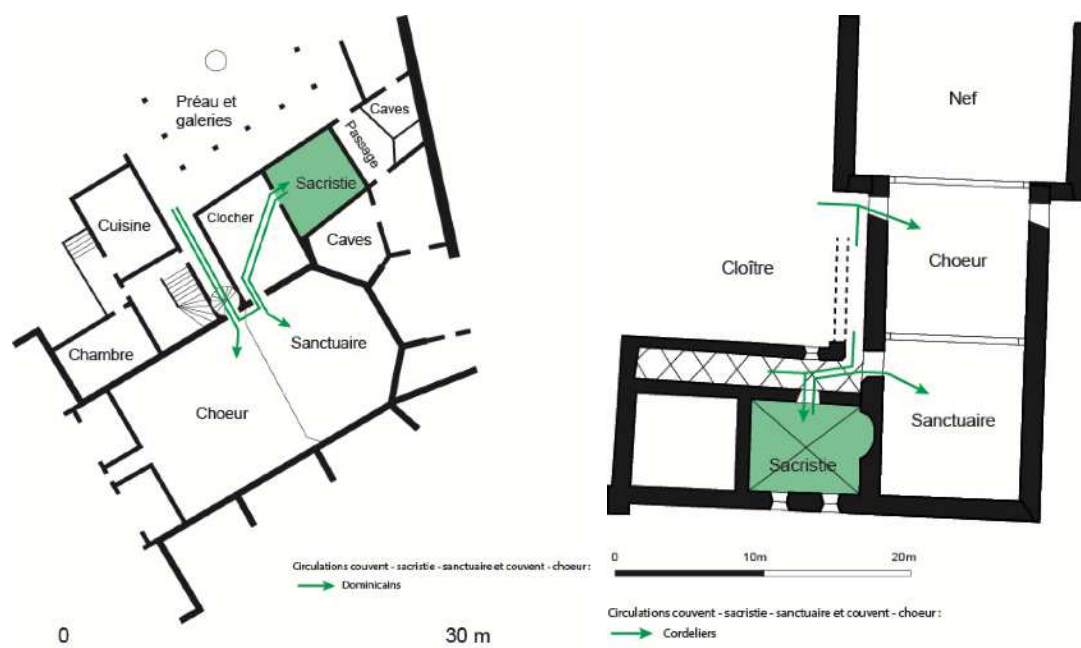 Préau et
galeries
Caves
Passage
Sacristie
Clocher
Cuisine
Caves
Sanctuaire
Chambre
Choeur
Circulations couvent - sacristie - sanctuaire et couvent - choeur :
Dominicains
0
30 m
Nef
Choeur
Cloître
Sanctuaire
Sacristie
0
10m
20m
Circulations couvent - sacristie - sanctuaire et couvent - choeur :
Cordeliers